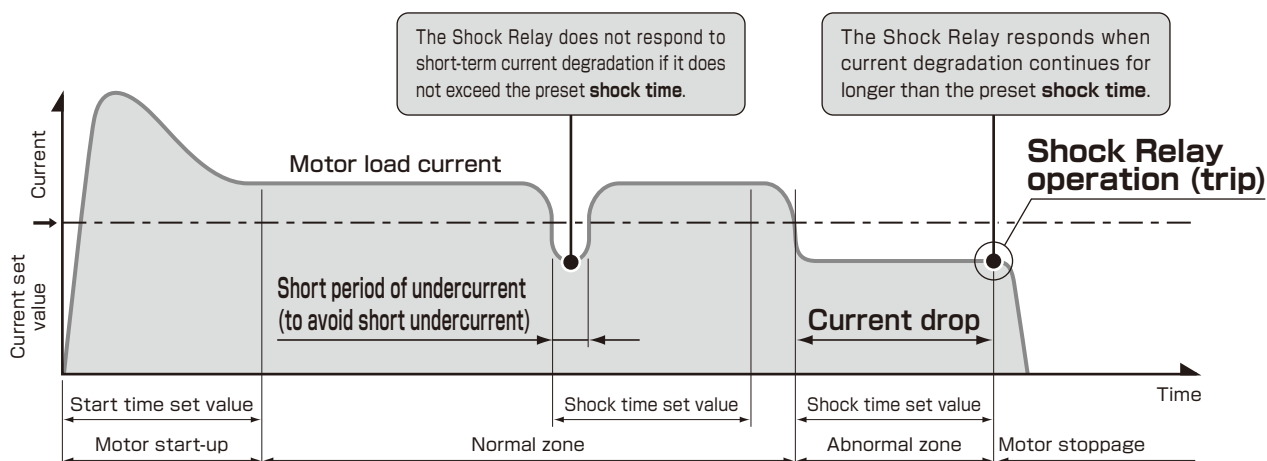 The Shock Relay does not respond to
short-term current degradation if it does
not exceed the preset shock time.
The Shock Relay responds when
current degradation continues for
longer than the preset shock time.
Shock Relay
operation (trip)
Current
Motor load current
Current set
value
Short period of undercurrent
(to avoid short undercurrent)
Current drop
Time
Start time set value
Shock time set value
Shock time set value
Motor start-up
Normal zone
Abnormal zone
Motor stoppage